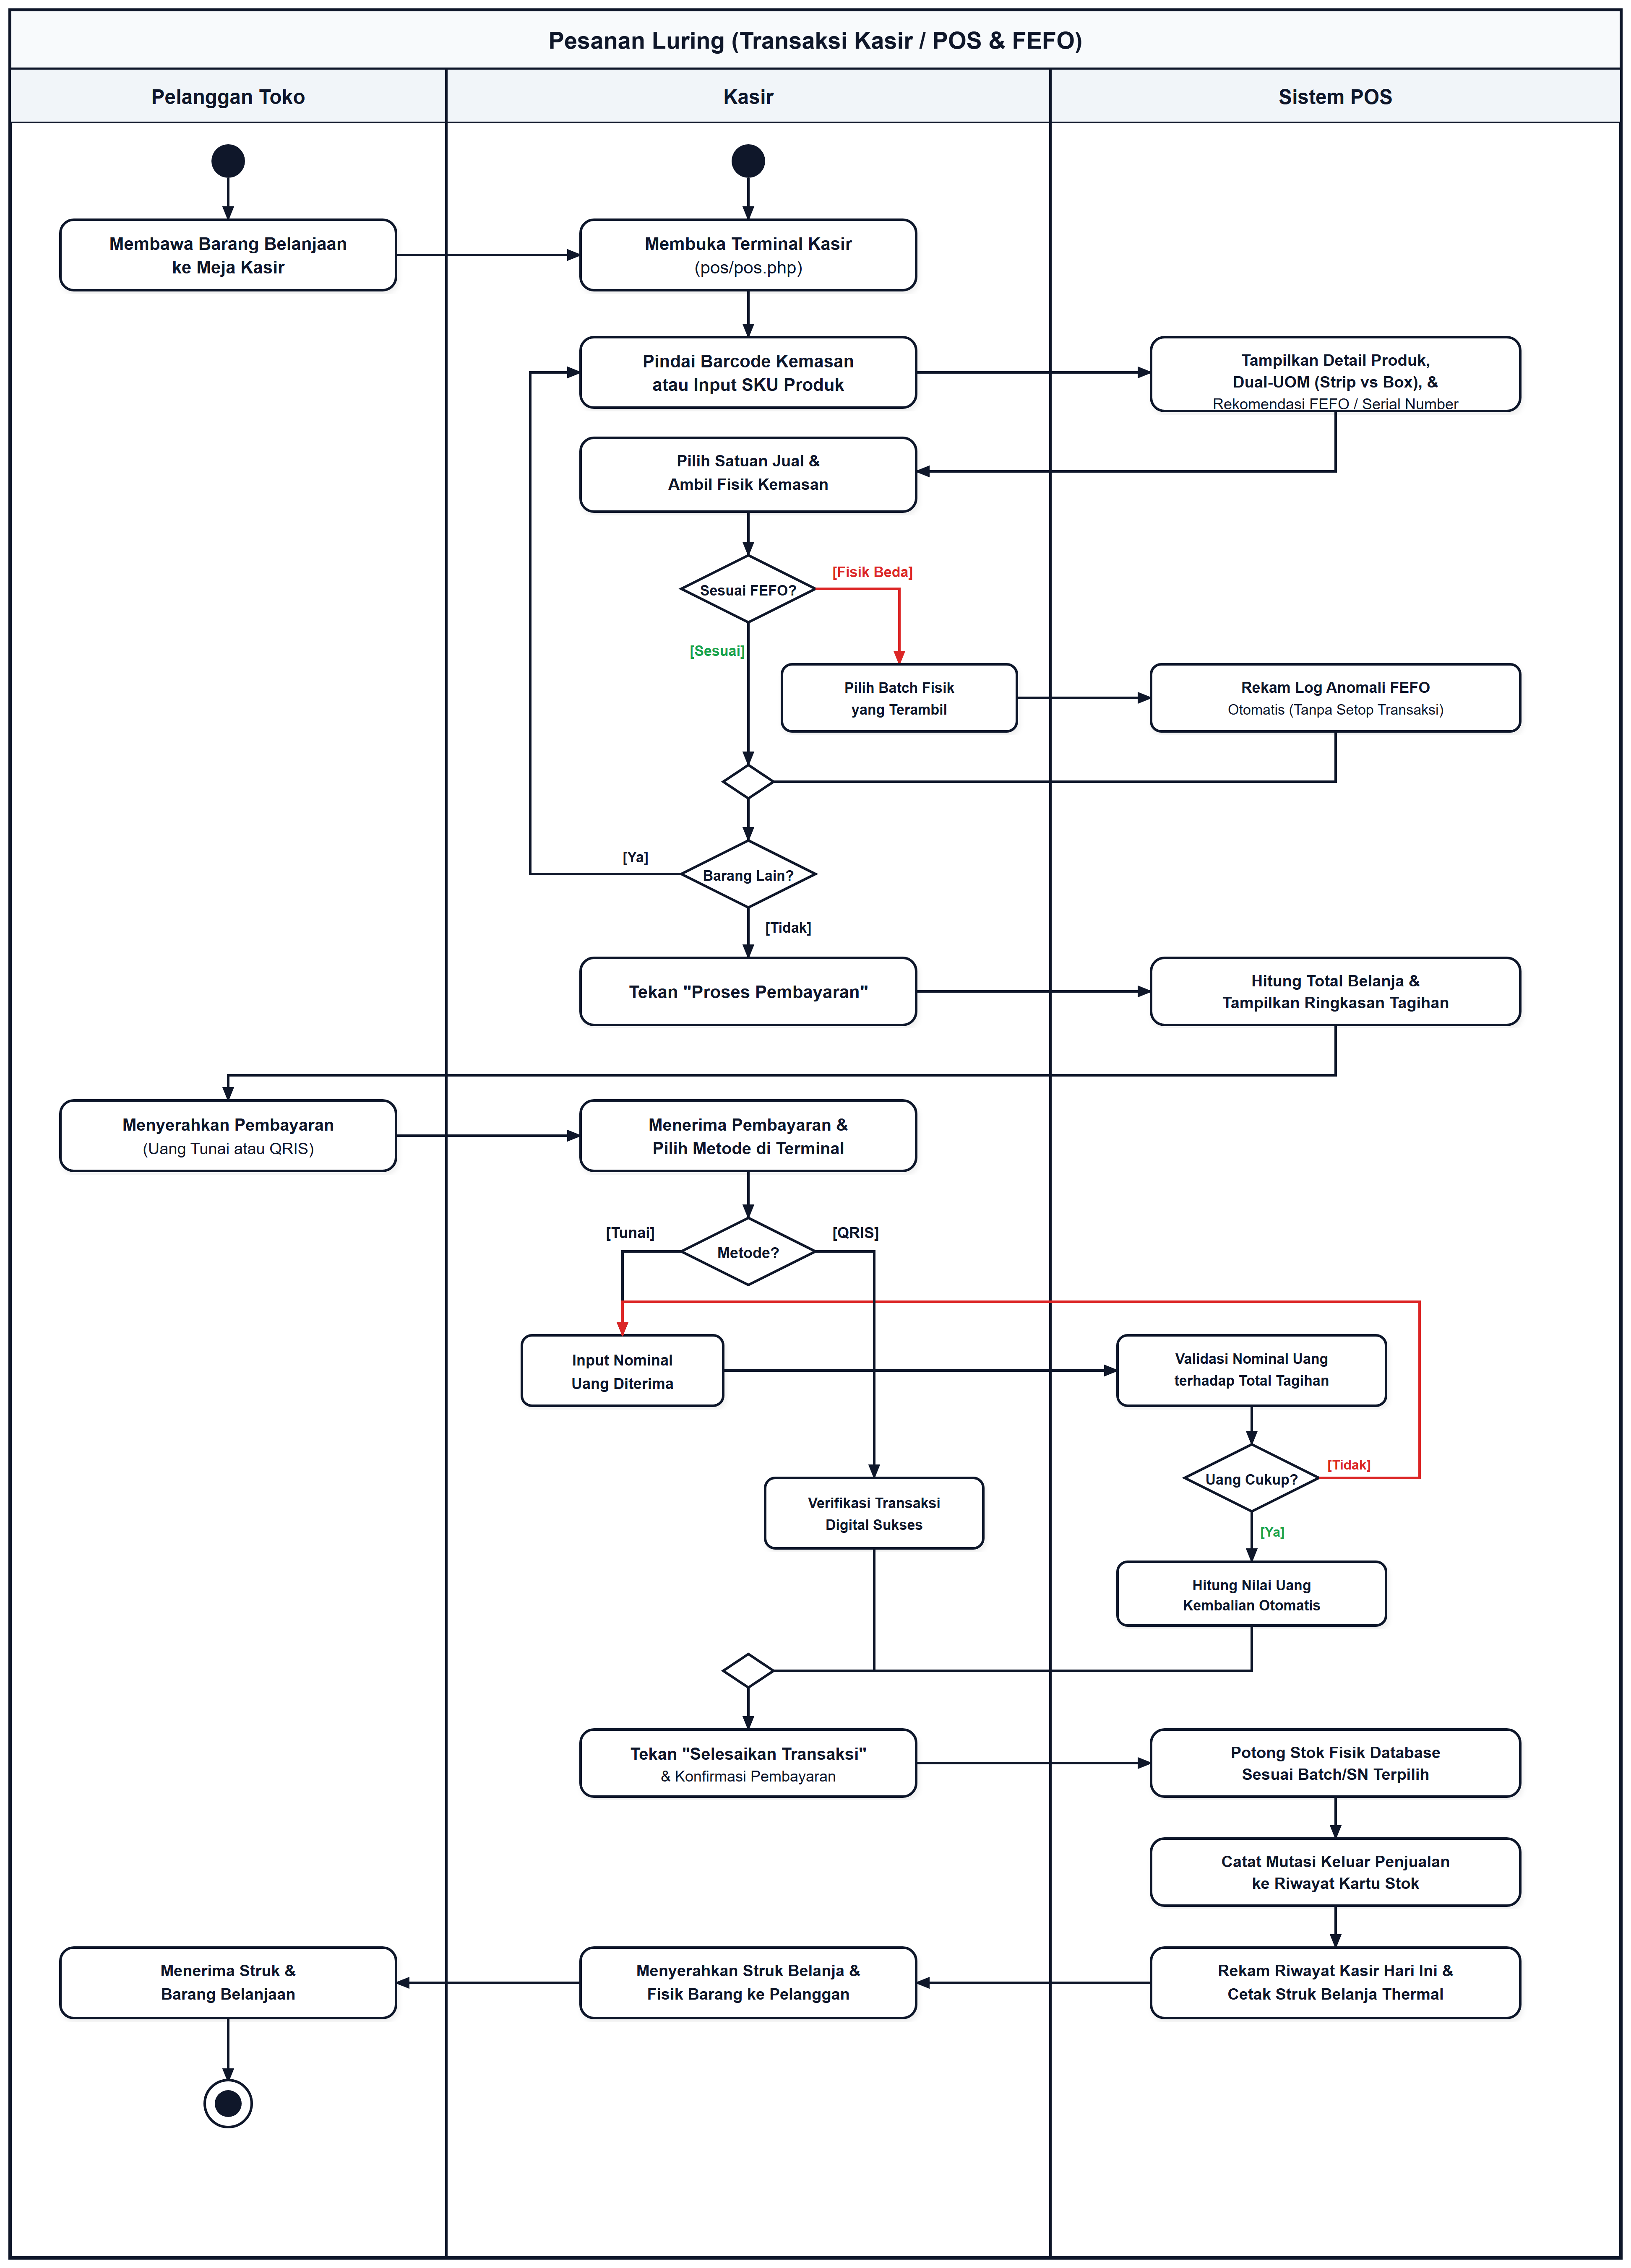 Pesanan Luring (Transaksi Kasir / POS & FEFO)
Pelanggan Toko
Kasir
Sistem POS
Membawa Barang Belanjaan
ke Meja Kasir
Membuka Terminal Kasir
(pos/pos.php)
Pindai Barcode Kemasan
atau Input SKU Produk
Tampilkan Detail Produk,
Dual-UOM (Strip vs Box), &
Rekomendasi FEFO / Serial Number
Pilih Satuan Jual &
Ambil Fisik Kemasan
Sesuai FEFO?
[Fisik Beda]
[Sesuai]
Pilih Batch Fisik
yang Terambil
Rekam Log Anomali FEFO
Otomatis (Tanpa Setop Transaksi)
Barang Lain?
[Ya]
[Tidak]
Tekan "Proses Pembayaran"
Hitung Total Belanja &
Tampilkan Ringkasan Tagihan
Menyerahkan Pembayaran
(Uang Tunai atau QRIS)
Menerima Pembayaran &
Pilih Metode di Terminal
[Tunai]
Metode?
[QRIS]
Input Nominal
Uang Diterima
Validasi Nominal Uang
terhadap Total Tagihan
Uang Cukup?
[Tidak]
[Ya]
Verifikasi Transaksi
Digital Sukses
Hitung Nilai Uang
Kembalian Otomatis
Tekan "Selesaikan Transaksi"
& Konfirmasi Pembayaran
Potong Stok Fisik Database
Sesuai Batch/SN Terpilih
Catat Mutasi Keluar Penjualan
ke Riwayat Kartu Stok
Menerima Struk &
Barang Belanjaan
Menyerahkan Struk Belanja &
Fisik Barang ke Pelanggan
Rekam Riwayat Kasir Hari Ini &
Cetak Struk Belanja Thermal